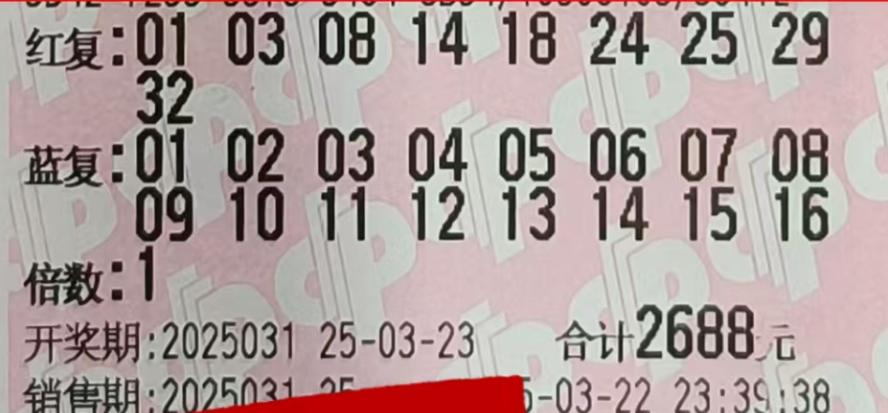 红复:01 03 08 14 18 24 25 29
32
蓝复:01 02 03 04 05 06 07 08
09 10 11 12 13 14 15 16
倍数:1
开奖期:2025031 25-03-23 合计2688元
销售期:2025031 25 -03-22 23:39:38